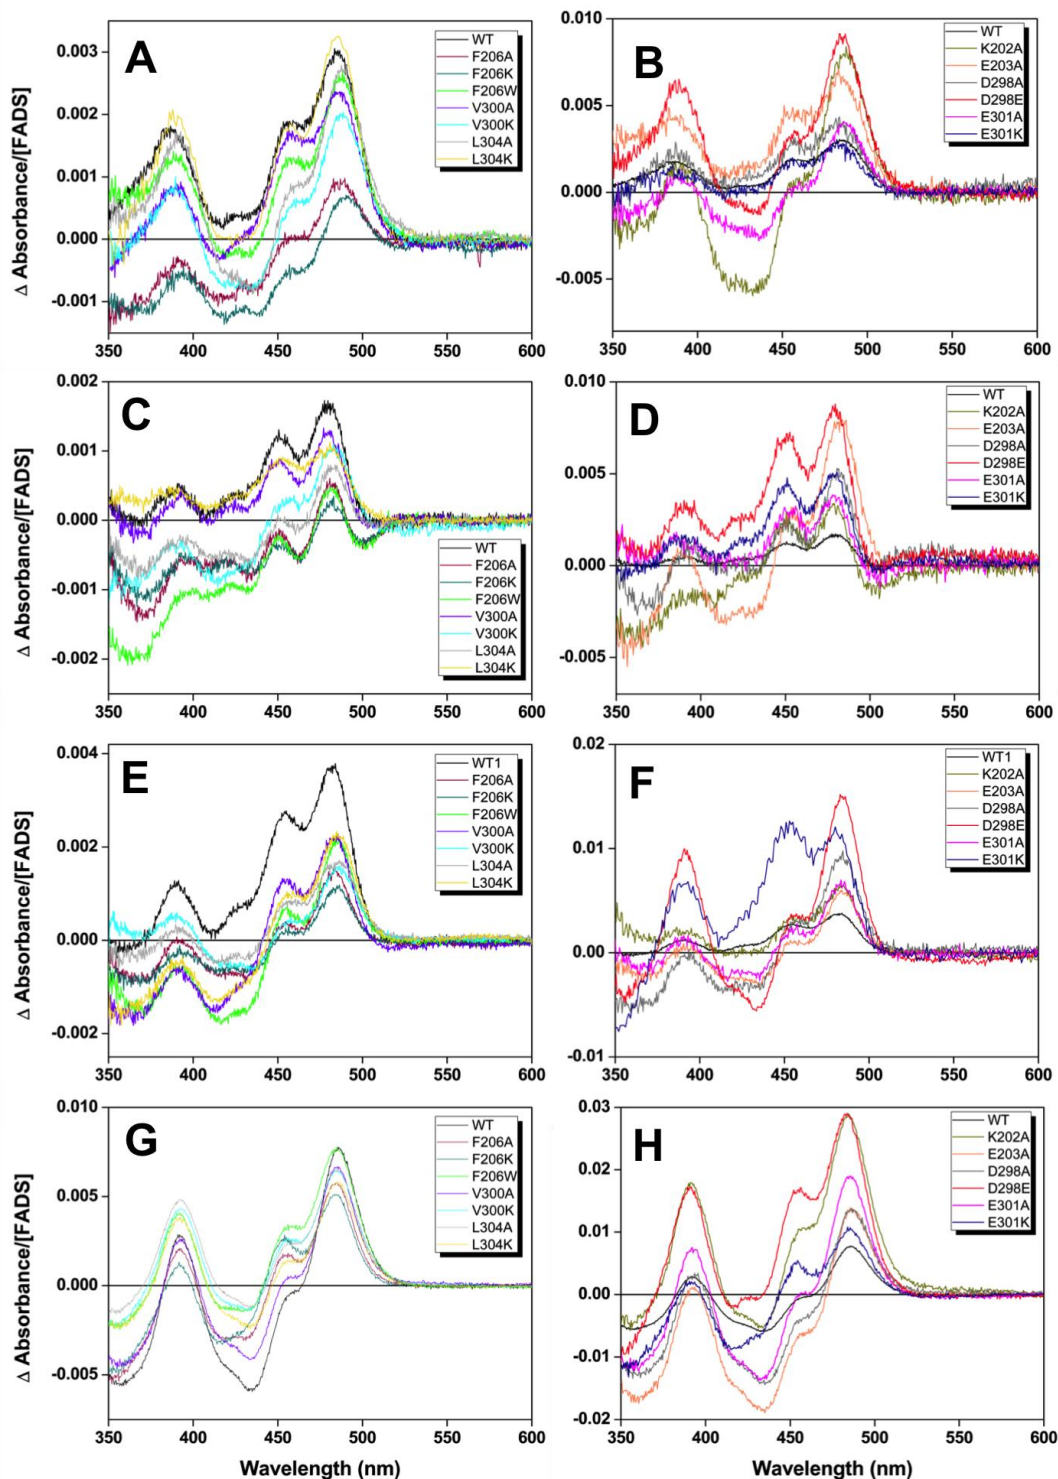 A
WT
F206A
F206K
F206W
V300A
V300K
L304A
L304K
0.003
0.002
0.001
0.000
-0.001
350 400 450 500 550 600
Δ Absorbance/[FADS]
B
WT
K202A
E203A
D298A
D298E
E301A
E301K
0.010
0.005
0.000
-0.005
350 400 450 500 550 600
C
WT
F206A
F206K
F206W
V300A
V300K
L304A
L304K
0.002
0.001
0.000
-0.001
-0.002
350 400 450 500 550 600
Δ Absorbance/[FADS]
D
WT
K202A
E203A
D298A
D298E
E301A
E301K
0.010
0.005
0.000
-0.005
350 400 450 500 550 600
E
WT1
F206A
F206K
F206W
V300A
V300K
L304A
L304K
0.004
0.002
0.000
-0.002
350 400 450 500 550 600
Δ Absorbance/[FADS]
F
WT1
K202A
E203A
D298A
D298E
E301A
E301K
0.02
0.01
0.00
-0.01
350 400 450 500 550 600
G
WT
F206A
F206K
F206W
V300A
V300K
L304A
L304K
0.010
0.005
0.000
-0.005
350 400 450 500 550 600
Δ Absorbance/[FADS]
Wavelength (nm)
H
WT
K202A
E203A
D298A
D298E
E301A
E301K
0.03
0.02
0.01
0.00
-0.01
-0.02
350 400 450 500 550 600
Wavelength (nm)